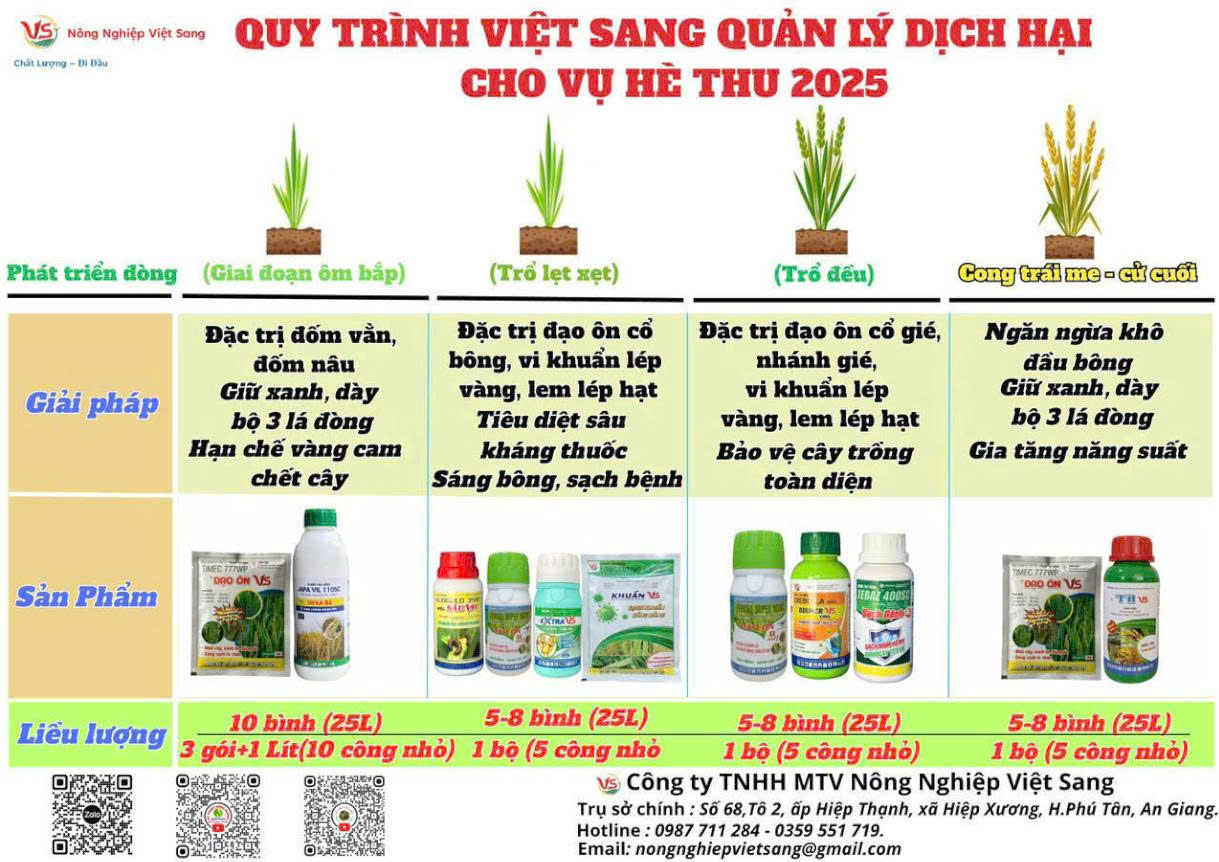 VS Nông Nghiệp Việt Sang
Chất Lượng – Đi Đầu
QUY TRÌNH VIỆT SANG QUẢN LÝ DỊCH HẠI
CHO VỤ HÈ THU 2025
Phát triển đòng
(Giai đoạn ôm bắp)
(Trổ lẹt xẹt)
(Trổ đều)
Cong trái me - cử cuối
Giải pháp
Đặc trị đốm vằn,
đốm nâu
Giữ xanh, dày
bộ 3 lá đòng
Hạn chế vàng cam
chết cây
Đặc trị đạo ôn cổ
bông, vi khuẩn lép
vàng, lem lép hạt
Tiêu diệt sâu
kháng thuốc
Sáng bông, sạch bệnh
Đặc trị đạo ôn cổ gié,
nhánh gié,
vi khuẩn lép
vàng, lem lép hạt
Bảo vệ cây trồng
toàn diện
Ngăn ngừa khô
đầu bông
Giữ xanh, dày
bộ 3 lá đòng
Gia tăng năng suất
Sản Phẩm
TIMEC 777WP
ĐẠO ÔN VS
JAPA VIL 110SC
HEXA
SÂU VS
EXTRA VS
KHUẨN VS
SUPER
BISMER VS
TEBAZ 400SC
Sạch Bệnh
TIMEC 777WP
ĐẠO ÔN VS
VS
Liều lượng
10 bình (25L)
3 gói+1 Lít(10 công nhỏ)
5-8 bình (25L)
1 bộ (5 công nhỏ
5-8 bình (25L)
1 bộ (5 công nhỏ)
5-8 bình (25L)
1 bộ (5 công nhỏ)
Zalo
VS Công ty TNHH MTV Nông Nghiệp Việt Sang
Trụ sở chính : Số 68,Tô 2, ấp Hiệp Thạnh, xã Hiệp Xương, H.Phú Tân, An Giang.
Hotline : 0987 711 284 - 0359 551 719.
Email: nongnghiepvietsang@gmail.com